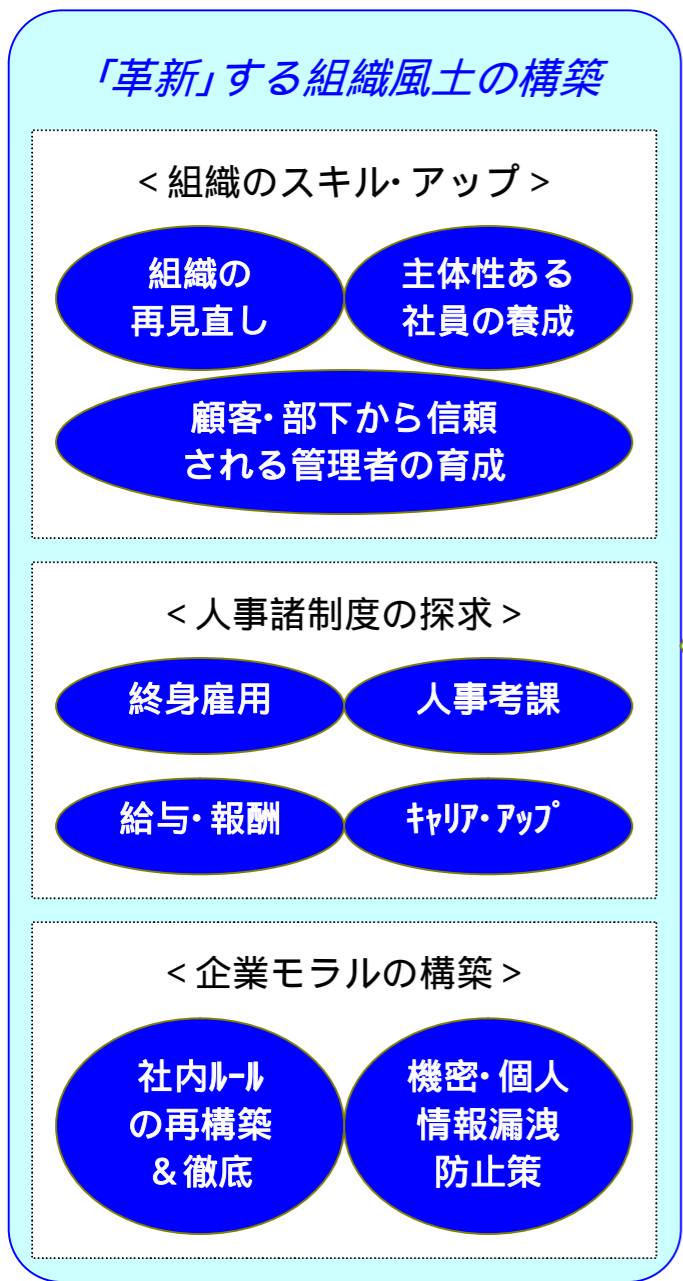 「革新」する組織風土の構築
<組織のスキル・アップ>
組織の
再見直し
主体性ある
社員の養成
顧客・部下から信頼
される管理者の育成
<人事諸制度の探求>
終身雇用
人事考課
給与・報酬
ｷｬﾘｱ・ｱｯﾌﾟ
<企業モラルの構築>
社内ﾙｰﾙ
の再構築
＆徹底
機密・個人
情報漏洩
防止策